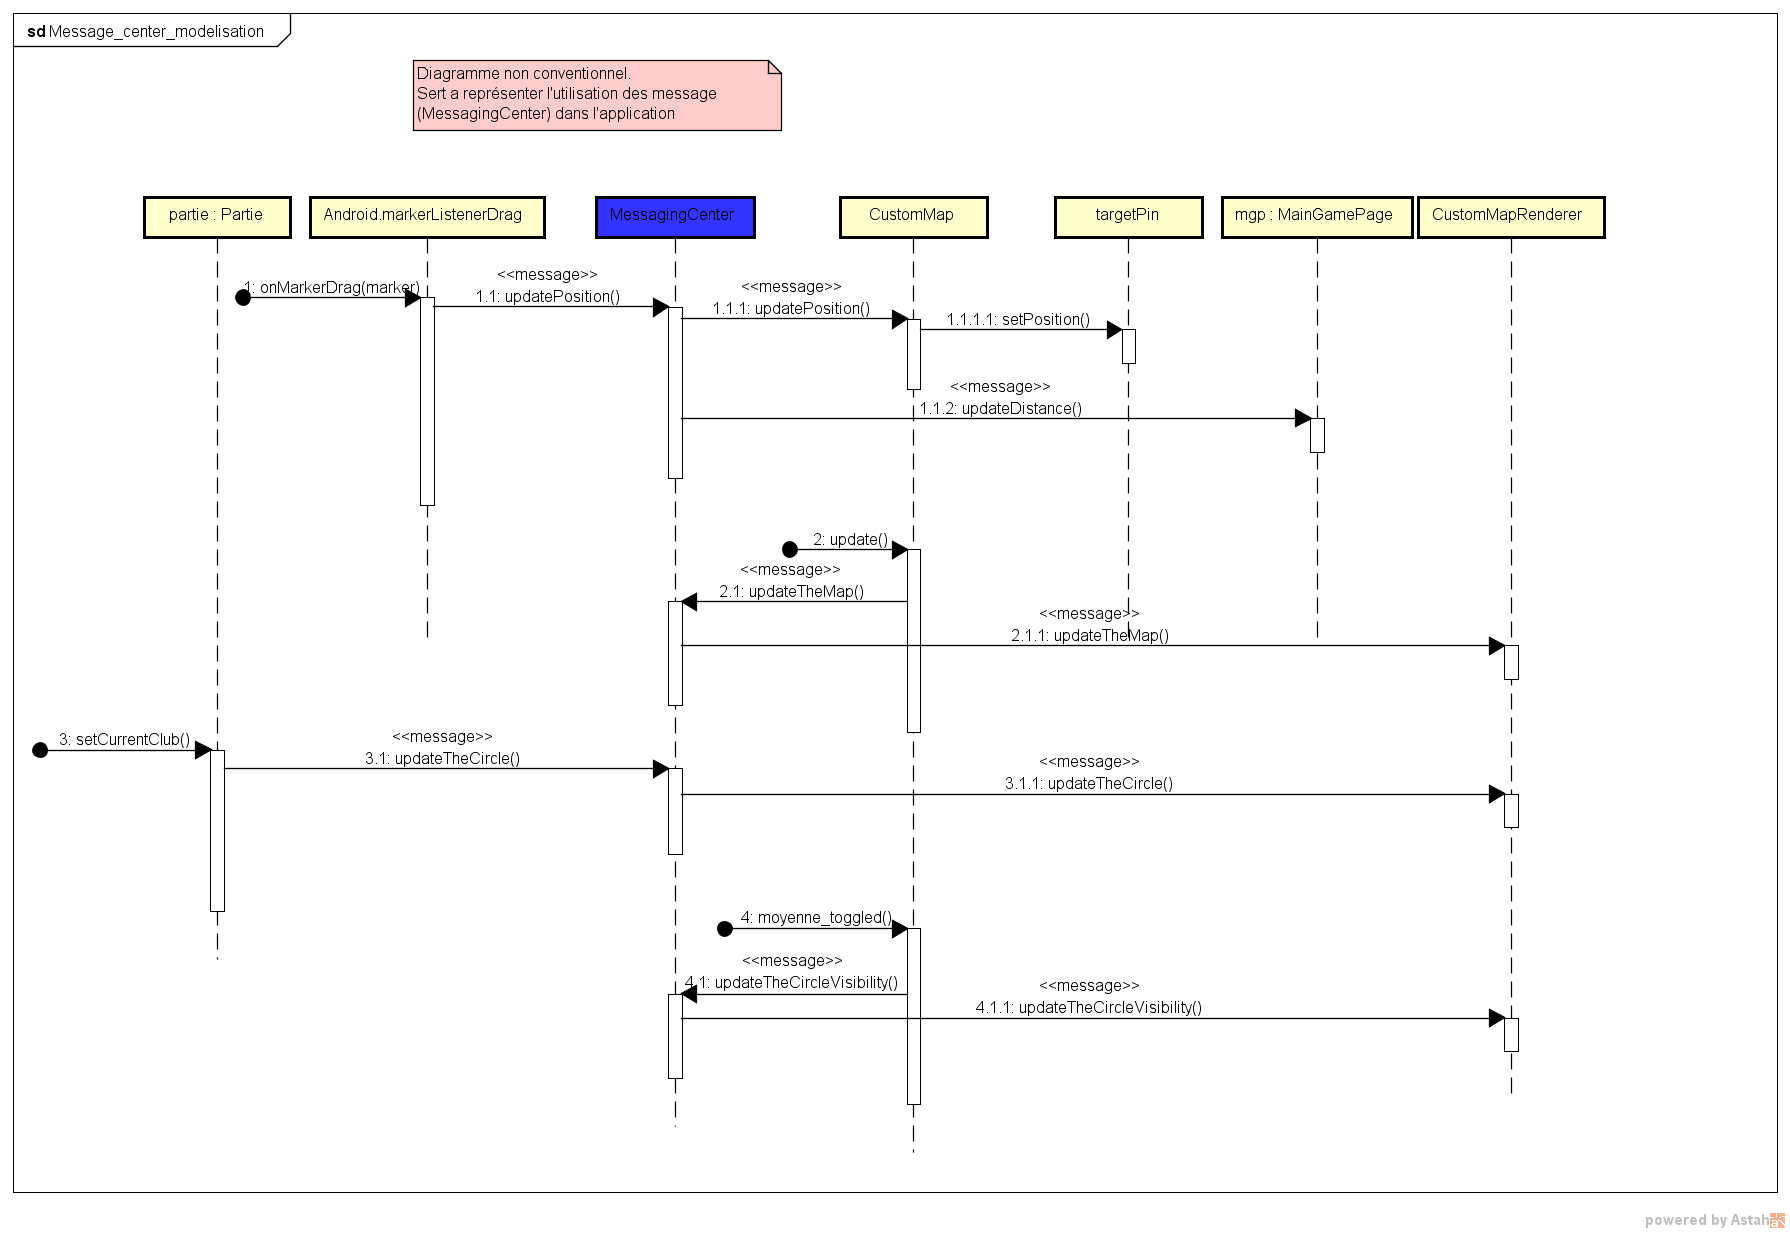 sd Message_center_modelisation
Diagramme non conventionnel.
Sert a représenter l'utilisation des message
(MessagingCenter) dans l'application
partie : Partie
Android.markerListenerDrag
MessagingCenter
CustomMap
targetPin
mgp : MainGamePage
CustomMapRenderer
1: onMarkerDrag(marker)
<<message>>
1.1: updatePosition()
<<message>>
1.1.1: updatePosition()
1.1.1.1: setPosition()
<<message>>
1.1.2: updateDistance()
2: update()
<<message>>
2.1: updateTheMap()
<<message>>
2.1.1: updateTheMap()
3: setCurrentClub()
<<message>>
3.1: updateTheCircle()
<<message>>
3.1.1: updateTheCircle()
4: moyenne_toggled()
<<message>>
4.1: updateTheCircleVisibility()
<<message>>
4.1.1: updateTheCircleVisibility()
powered by Astah